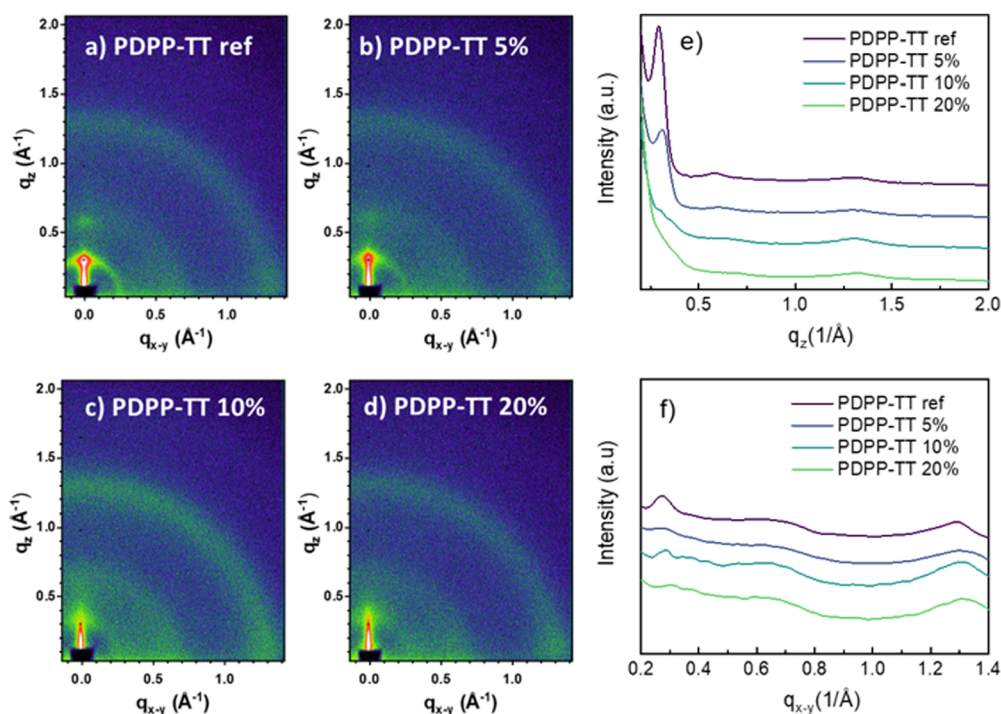 a) PDPP-TT ref
2.0
1.5
1.0
0.5
0.0 0.5 1.0
qz (Å-1)
qx-y (Å-1)
b) PDPP-TT 5%
2.0
1.5
1.0
0.5
0.0 0.5 1.0
qz (Å-1)
qx-y (Å-1)
e)
PDPP-TT ref
PDPP-TT 5%
PDPP-TT 10%
PDPP-TT 20%
Intensity (a.u.)
0.5 1.0 1.5 2.0
qz(1/Å)
c) PDPP-TT 10%
2.0
1.5
1.0
0.5
0.0 0.5 1.0
qz (Å-1)
qx-y (Å-1)
d) PDPP-TT 20%
2.0
1.5
1.0
0.5
0.0 0.5 1.0
qz (Å-1)
qx-y (Å-1)
f)
PDPP-TT ref
PDPP-TT 5%
PDPP-TT 10%
PDPP-TT 20%
Intensity (a.u)
0.2 0.4 0.6 0.8 1.0 1.2 1.4
qx-y(1/Å)